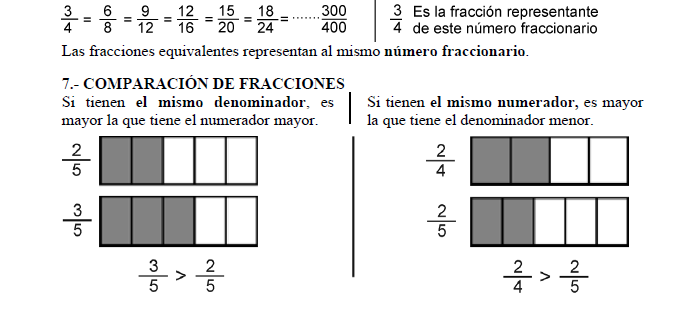 3/4 = 6/8 = 9/12 = 12/16 = 15/20 = 18/24 = ....... 300/400
3/4 Es la fracción representante
de este número fraccionario
Las fracciones equivalentes representan al mismo número fraccionario.
7.- COMPARACIÓN DE FRACCIONES
Si tienen el mismo denominador, es
mayor la que tiene el numerador mayor.
2/5
3/5
3/5 > 2/5
Si tienen el mismo numerador, es mayor
la que tiene el denominador menor.
2/4
2/5
2/4 > 2/5